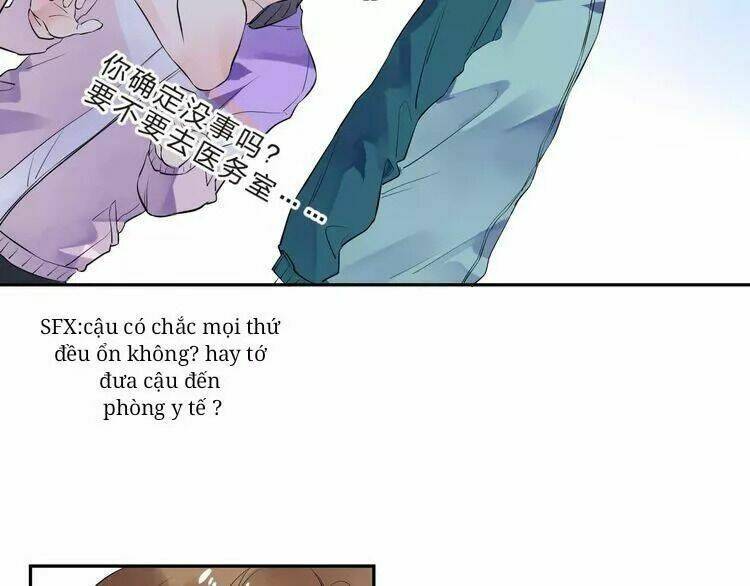 你确定没事吗?
要不要去医务室……
SFX:cậu có chắc mọi thứ
đều ổn không? hay tớ
đưa cậu đến
phòng y tế ?